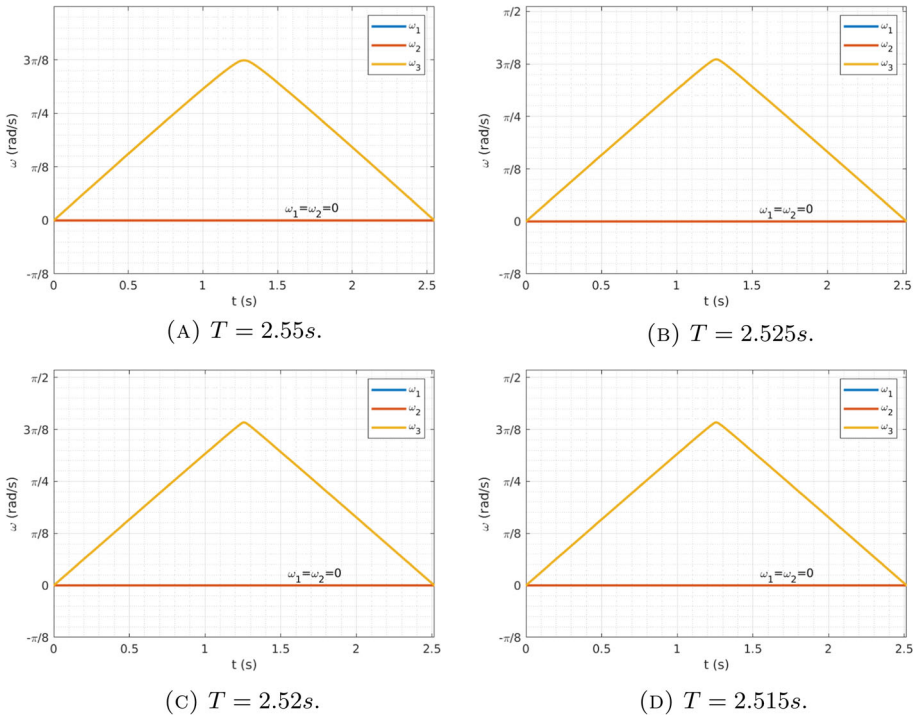 3π/8
π/4
π/8
0
-π/8
ω (rad/s)
0
0.5
1
1.5
2
2.5
t (s)
ω1
ω2
ω3
ω1=ω2=0
(A) T = 2.55s.
π/2
3π/8
π/4
π/8
0
-π/8
ω (rad/s)
0
0.5
1
1.5
2
2.5
t (s)
ω1
ω2
ω3
ω1=ω2=0
(B) T = 2.525s.
π/2
3π/8
π/4
π/8
0
-π/8
ω (rad/s)
0
0.5
1
1.5
2
2.5
t (s)
ω1
ω2
ω3
ω1=ω2=0
(C) T = 2.52s.
π/2
3π/8
π/4
π/8
0
-π/8
ω (rad/s)
0
0.5
1
1.5
2
2.5
t (s)
ω1
ω2
ω3
ω1=ω2=0
(D) T = 2.515s.